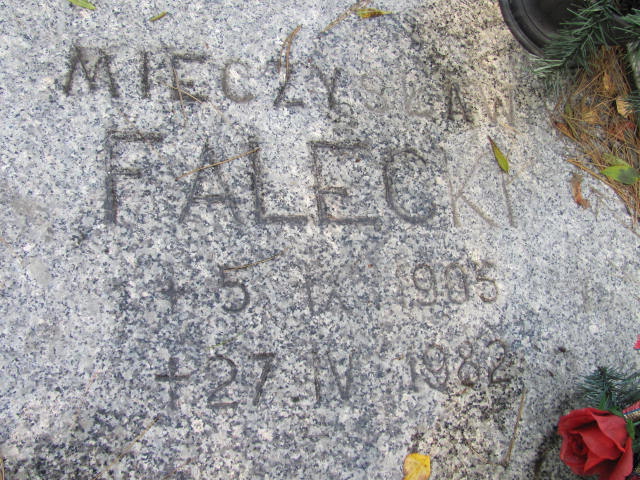 MIECZYSŁAW
FALECKI
+ 5 IX 1905
+ 27 IV 1982